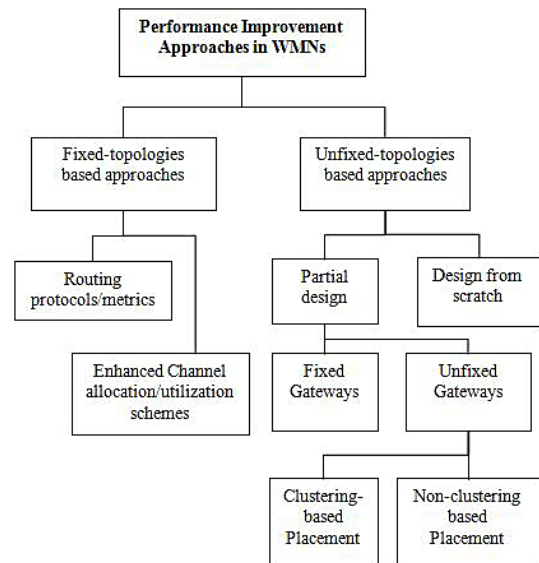 Performance Improvement
Approaches in WMNs
Fixed-topologies
based approaches
Unfixed-topologies
based approaches
Routing
protocols/metrics
Partial
design
Design from
scratch
Enhanced Channel
allocation/utilization
schemes
Fixed
Gateways
Unfixed
Gateways
Clustering-
based
Placement
Non-clustering
based
Placement